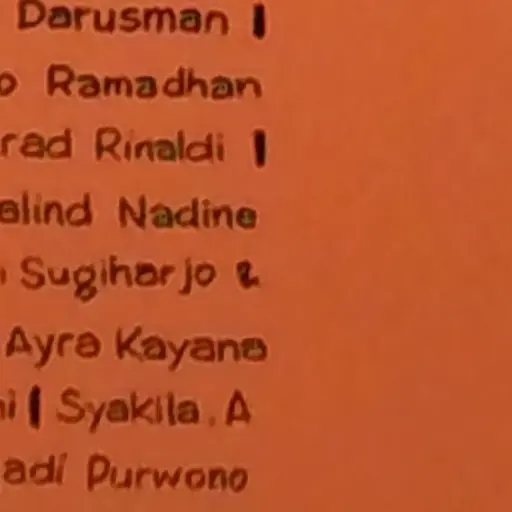 Darusman |
o Ramadhan
rad Rinaldi |
alind Nadine
Sugiharjo &
Ayra Kayana
i | Syakila. A
adi Purwono